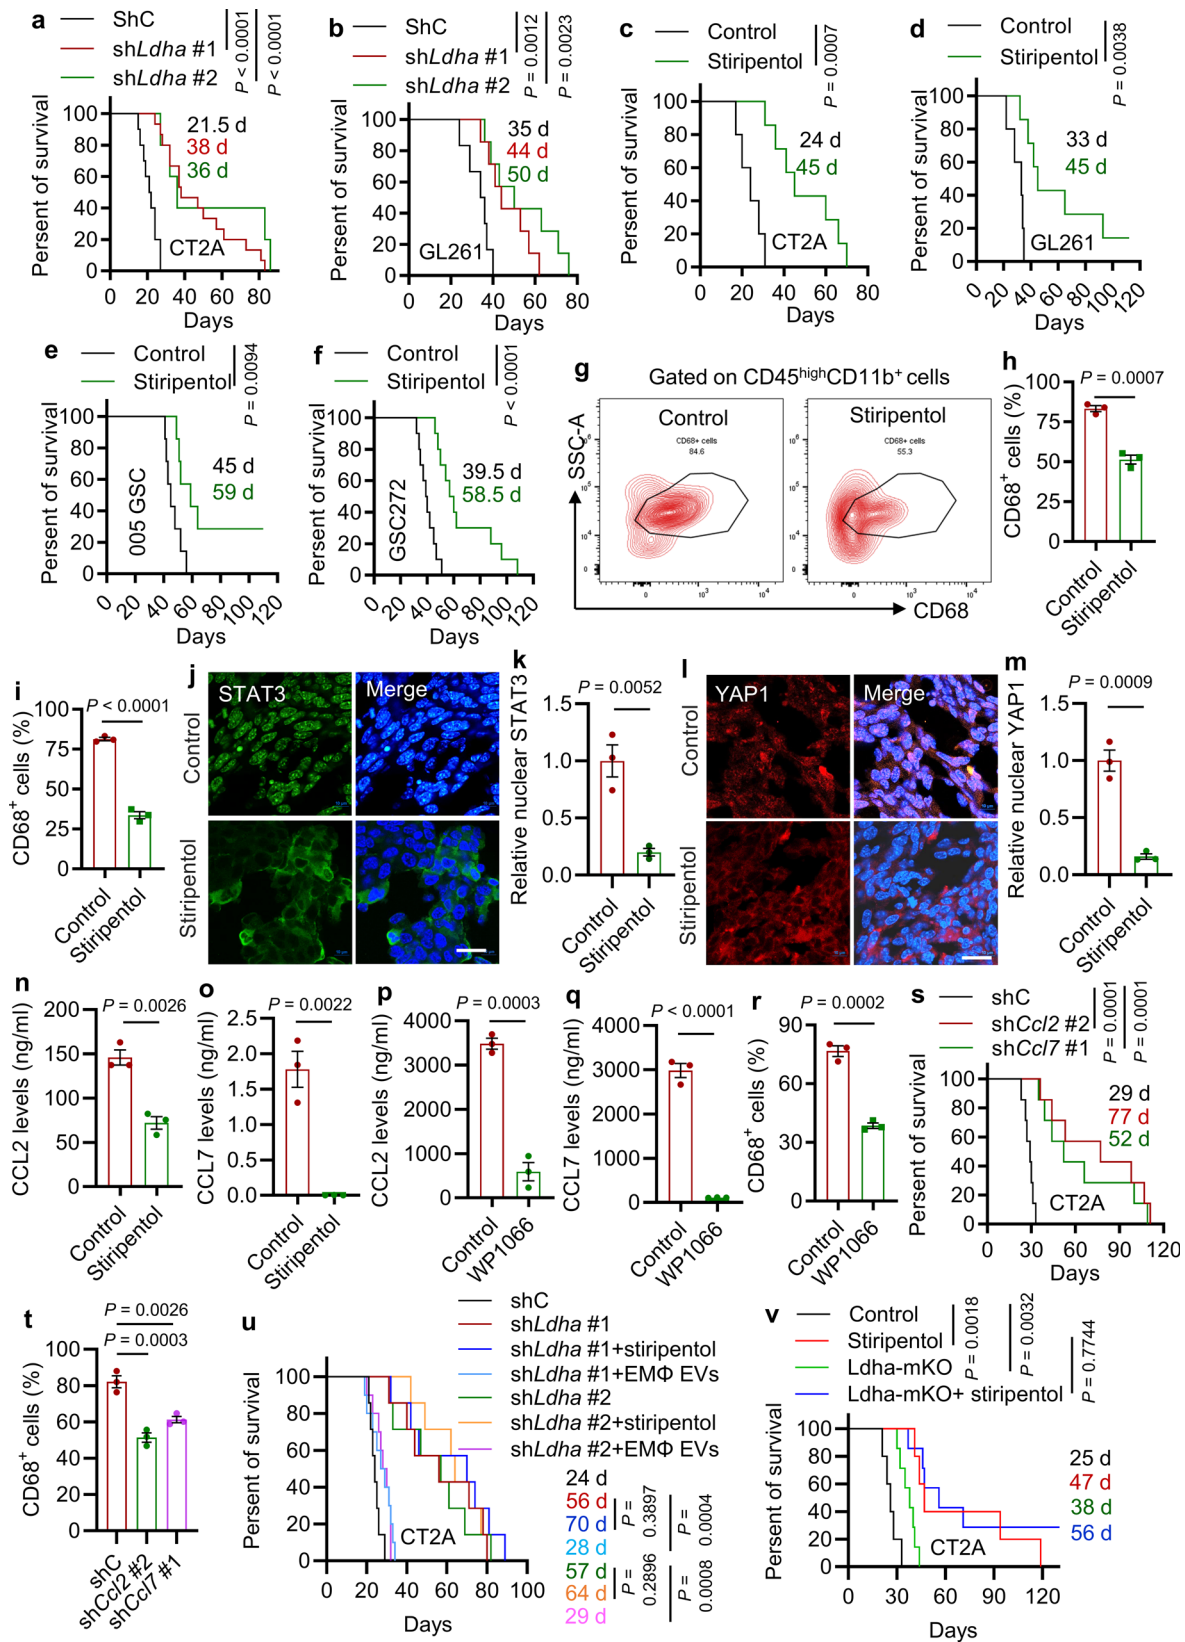 a
ShC
shLdha #1
shLdha #2
P < 0.0001
P < 0.0001
Persent of survival
100
80
60
40
20
0
21.5 d
38 d
36 d
CT2A
0 20 40 60 80
Days
b
ShC
shLdha #1
shLdha #2
P = 0.0012
P = 0.0023
Persent of survival
100
80
60
40
20
0
35 d
44 d
50 d
GL261
0 20 40 60 80
Days
c
Control
Stiripentol
P = 0.0007
Persent of survival
100
80
60
40
20
0
24 d
45 d
CT2A
0 20 40 60 80
Days
d
Control
Stiripentol
P = 0.0038
Persent of survival
100
80
60
40
20
0
33 d
45 d
GL261
0 20 40 60 80 100 120
Days
e
Control
Stiripentol
P = 0.0094
Persent of survival
100
80
60
40
20
0
45 d
59 d
005 GSC
0 20 40 60 80 100 120
Days
f
Control
Stiripentol
P < 0.0001
Persent of survival
100
80
60
40
20
0
39.5 d
58.5 d
GSC272
0 20 40 60 80 100 120
Days
g
Gated on CD45highCD11b+ cells
Control
CD68+ cells
84.6
Stiripentol
CD68+ cells
55.3
SSC-A
CD68
h
P = 0.0007
CD68+ cells (%)
100
75
50
25
0
Control
Stiripentol
i
P < 0.0001
CD68+ cells (%)
100
75
50
25
0
Control
Stiripentol
j
STAT3
Merge
Control
Stiripentol
k
P = 0.0052
Relative nuclear STAT3
1.5
1.0
0.5
0.0
Control
Stiripentol
l
YAP1
Merge
Control
Stiripentol
m
P = 0.0009
Relative nuclear YAP1
1.5
1.0
0.5
0.0
Control
Stiripentol
n
P = 0.0026
CCL2 levels (ng/ml)
200
150
100
50
0
Control
Stiripentol
o
P = 0.0022
CCL7 levels (ng/ml)
2.5
2.0
1.5
1.0
0.5
0.0
Control
Stiripentol
p
P = 0.0003
CCL2 levels (ng/ml)
4000
3000
2000
1000
0
Control
WP1066
q
P < 0.0001
CCL7 levels (ng/ml)
4000
3000
2000
1000
0
Control
WP1066
r
P = 0.0002
CD68+ cells (%)
90
60
30
0
Control
WP1066
s
shC
shCcl2 #2
shCcl7 #1
P = 0.0001
P = 0.0001
Persent of survival
100
80
60
40
20
0
29 d
77 d
52 d
CT2A
0 30 60 90 120
Days
t
P = 0.0026
P = 0.0003
CD68+ cells (%)
100
80
60
40
20
0
shC
shCcl2 #2
shCcl7 #1
u
shC
shLdha #1
shLdha #1+stiripentol
shLdha #1+EMΦ EVs
shLdha #2
shLdha #2+stiripentol
shLdha #2+EMΦ EVs
Persent of survival
100
80
60
40
20
0
CT2A
0 20 40 60 80 100
Days
24 d
56 d
70 d
28 d
57 d
64 d
29 d
P = 0.3897
P = 0.0004
P = 0.2896
P = 0.0008
v
Control
Stiripentol
Ldha-mKO
Ldha-mKO+ stiripentol
P = 0.0018
P = 0.0032
P = 0.7744
Persent of survival
100
80
60
40
20
0
25 d
47 d
38 d
56 d
CT2A
0 30 60 90 120
Days